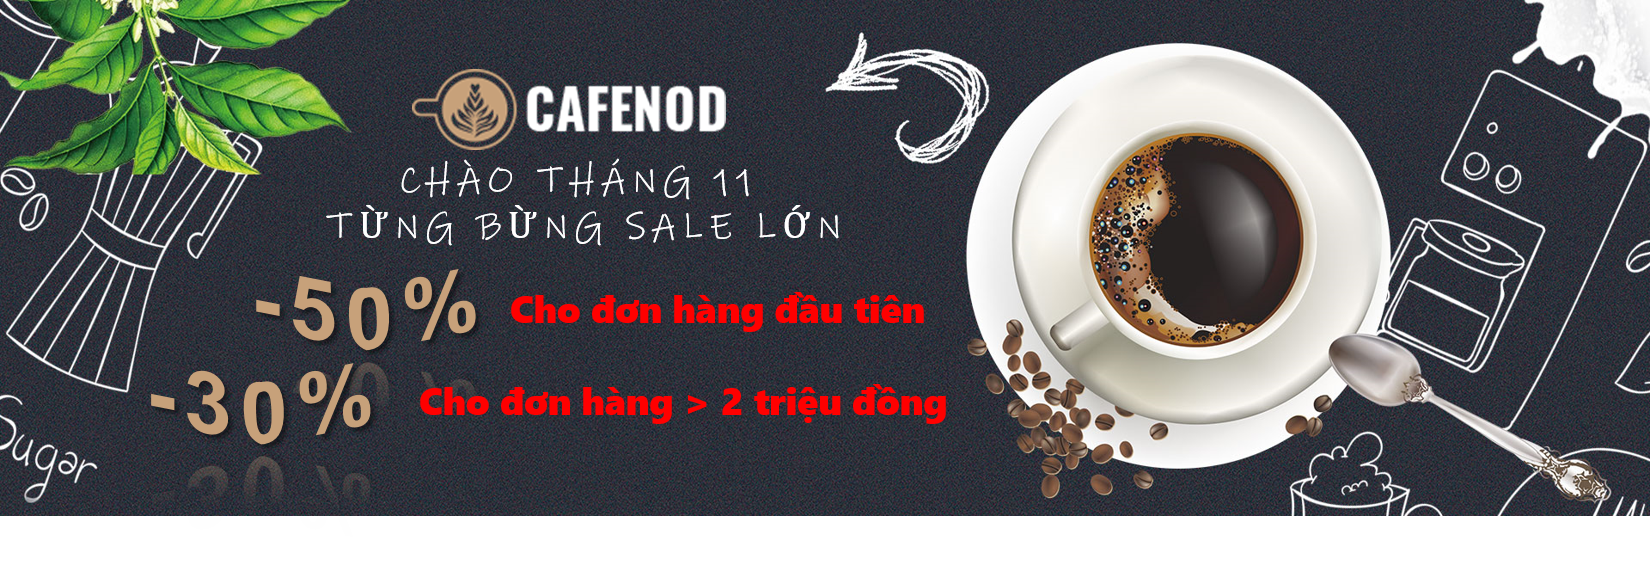 CAFENOD
CHÀO THÁNG 11
TỪNG BỪNG SALE LỚN
-50% Cho đơn hàng đầu tiên
-30% Cho đơn hàng > 2 triệu đồng
Sugar